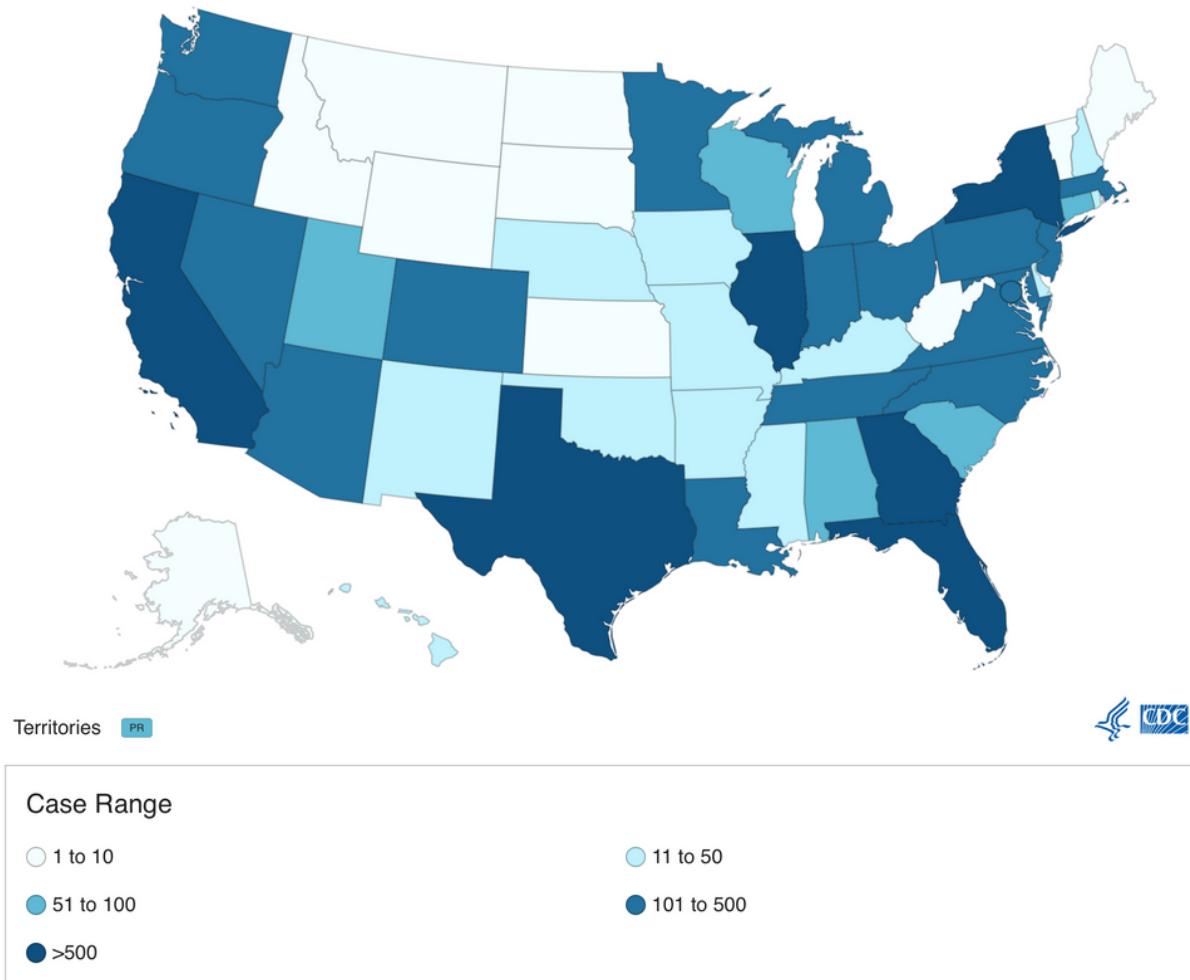 Territories PR
CDC
Case Range
1 to 10
11 to 50
51 to 100
101 to 500
>500